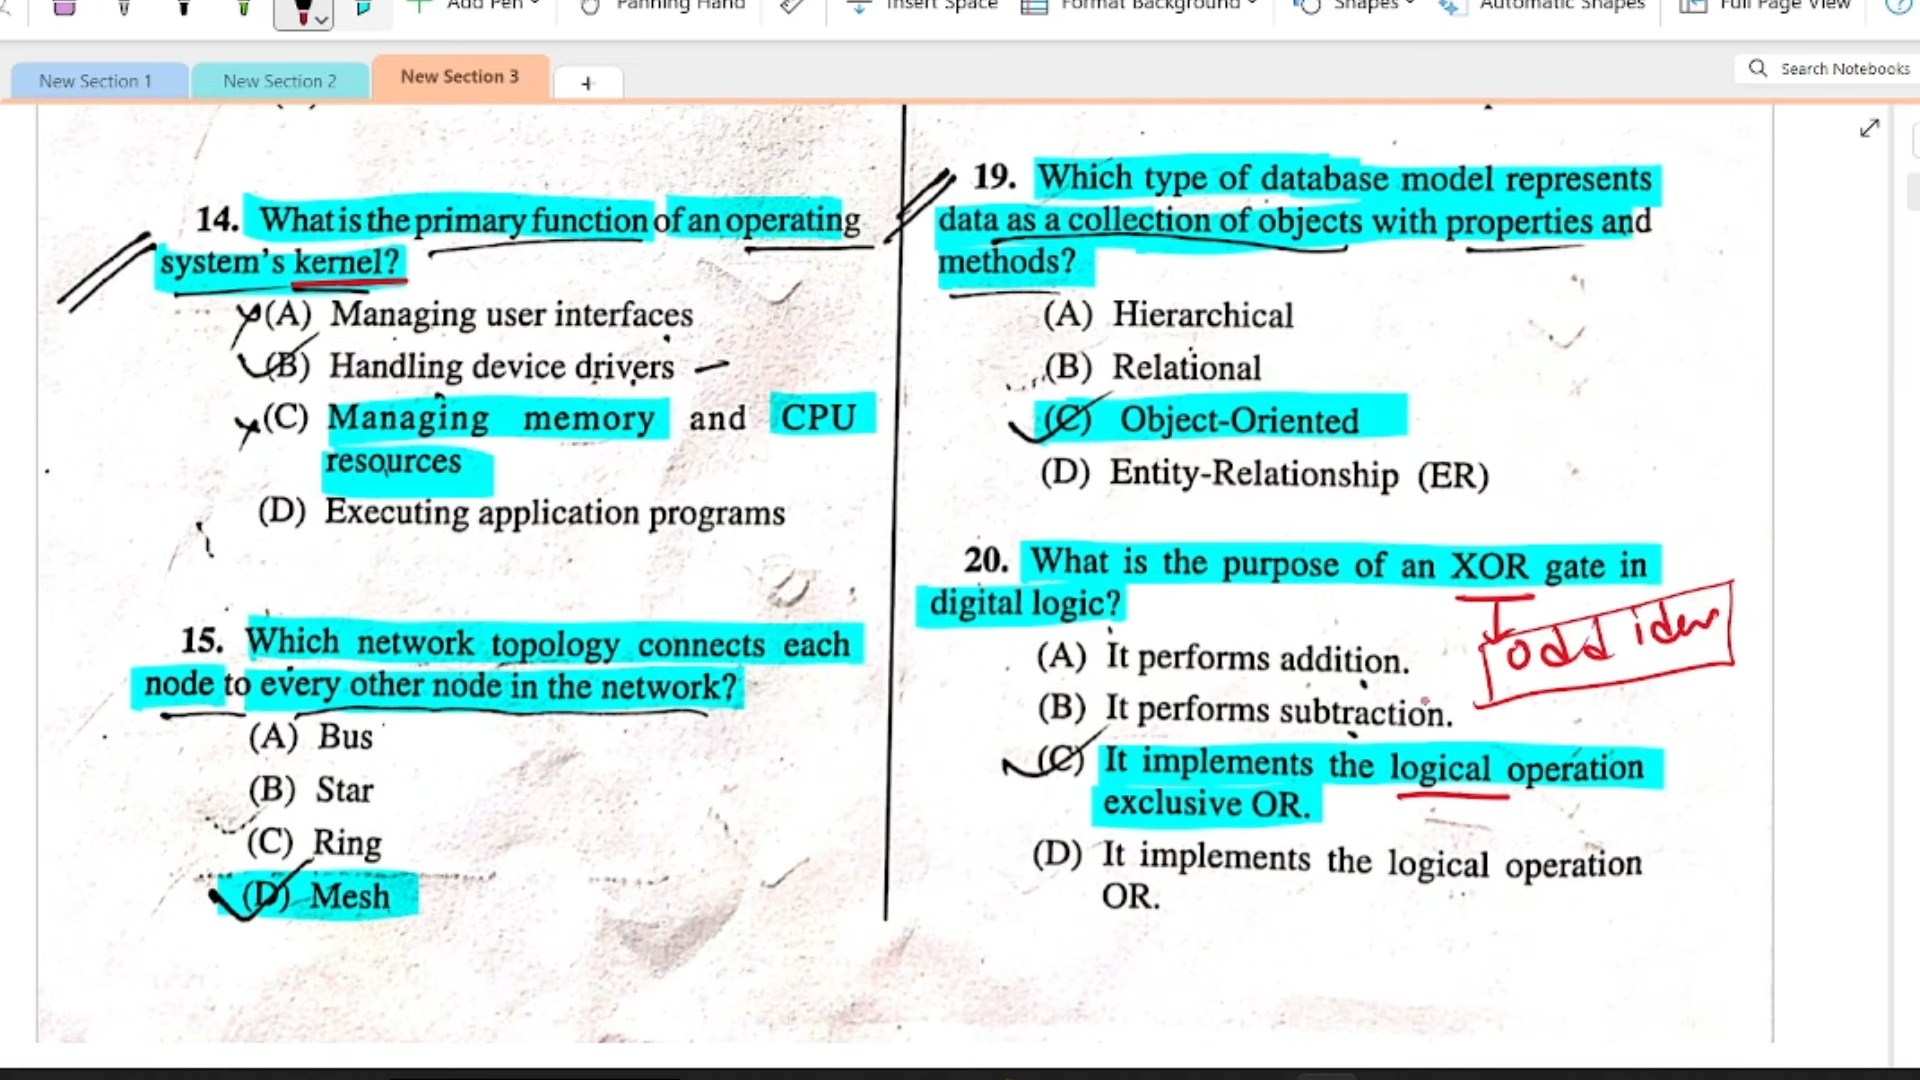 Add Pen
Panning Hand
Insert Space
Format Background
Shapes
Automatic Shapes
Full Page View
New Section 1
New Section 2
New Section 3
+
Search Notebooks
14. What is the primary function of an operating
system's kernel?
(A) Managing user interfaces
(B) Handling device drivers
(C) Managing memory and CPU
resources
(D) Executing application programs
15. Which network topology connects each
node to every other node in the network?
(A) Bus
(B) Star
(C) Ring
(D) Mesh
19. Which type of database model represents
data as a collection of objects with properties and
methods?
(A) Hierarchical
(B) Relational
(C) Object-Oriented
(D) Entity-Relationship (ER)
20. What is the purpose of an XOR gate in
digital logic?
odd
(A) It performs addition.
(B) It performs subtraction.
(C) It implements the logical operation
exclusive OR.
(D) It implements the logical operation
OR.